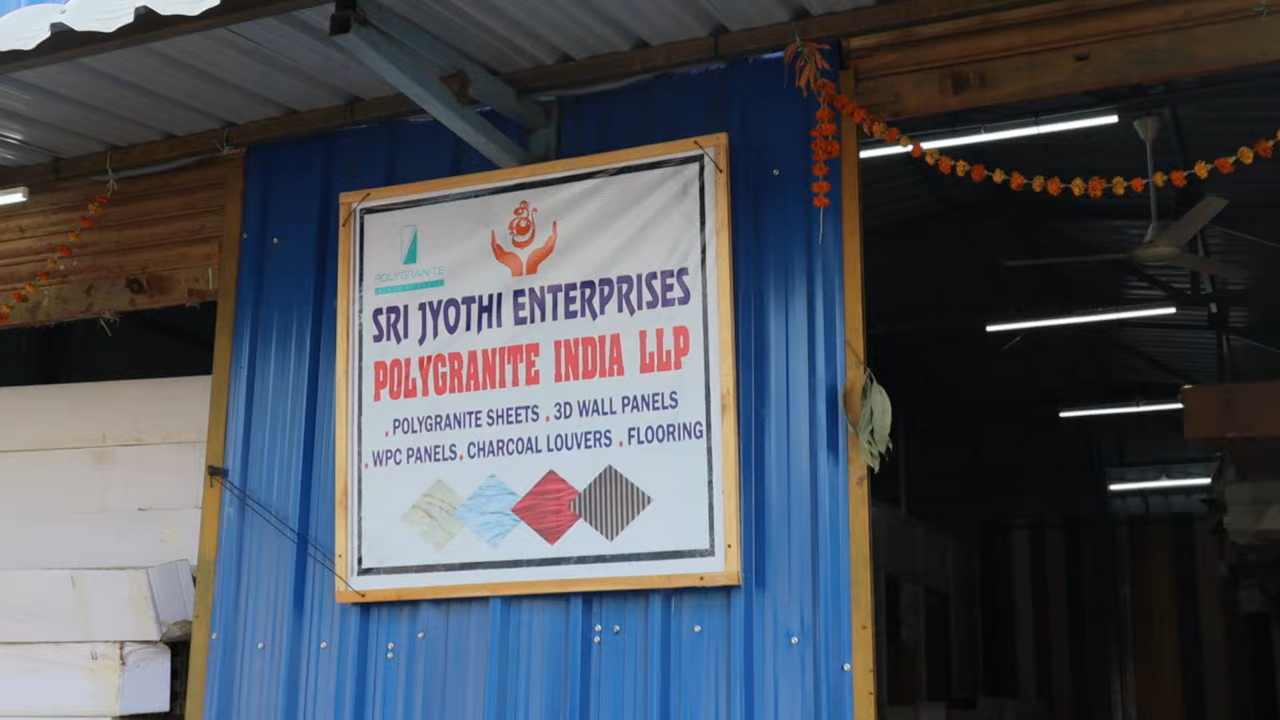 POLYGRANITE
SRI JYOTHI ENTERPRISES
POLYGRANITE INDIA LLP
. POLYGRANITE SHEETS . 3D WALL PANELS
. WPC PANELS . CHARCOAL LOUVERS . FLOORING